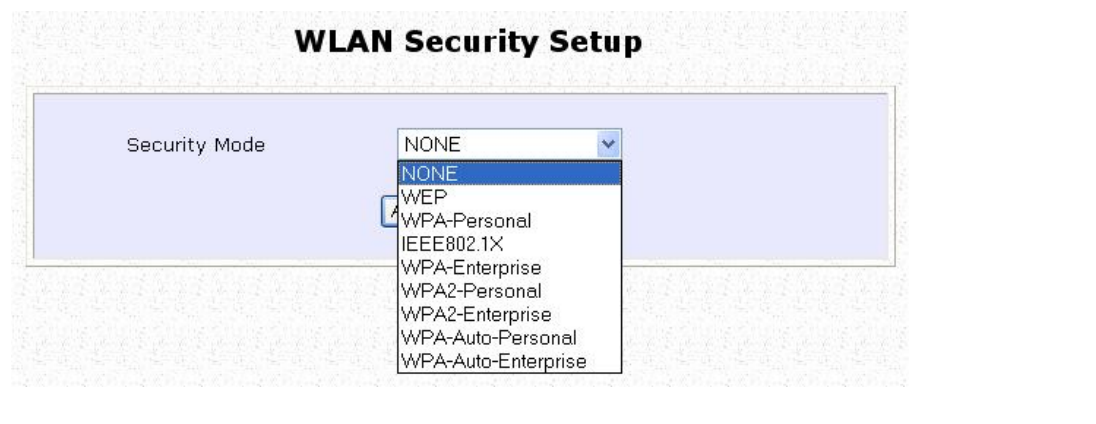 WLAN Security Setup
Security Mode
NONE
NONE
WEP
WPA-Personal
IEEE802.1X
WPA-Enterprise
WPA2-Personal
WPA2-Enterprise
WPA-Auto-Personal
WPA-Auto-Enterprise